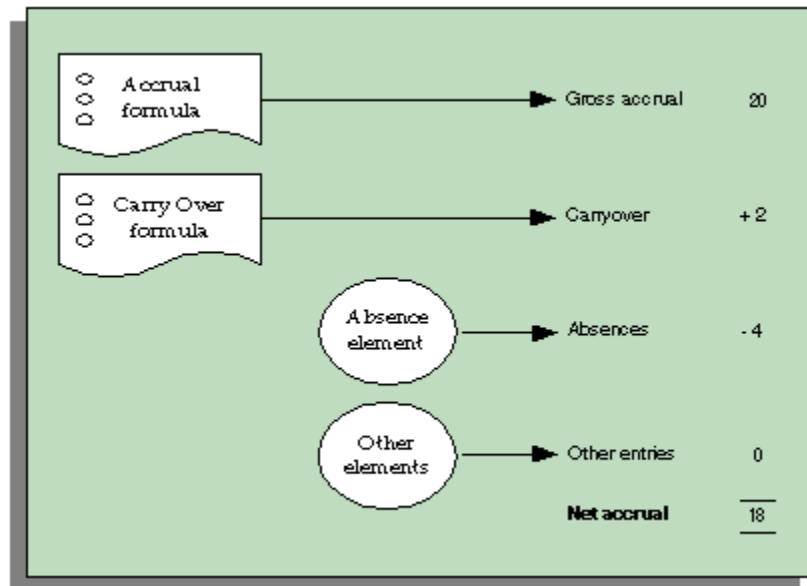 Accrual
formula
Gross accrual 20
Carry Over
formula
Carryover + 2
Absence
element
Absences - 4
Other
elements
Other entries 0
Net accrual 18